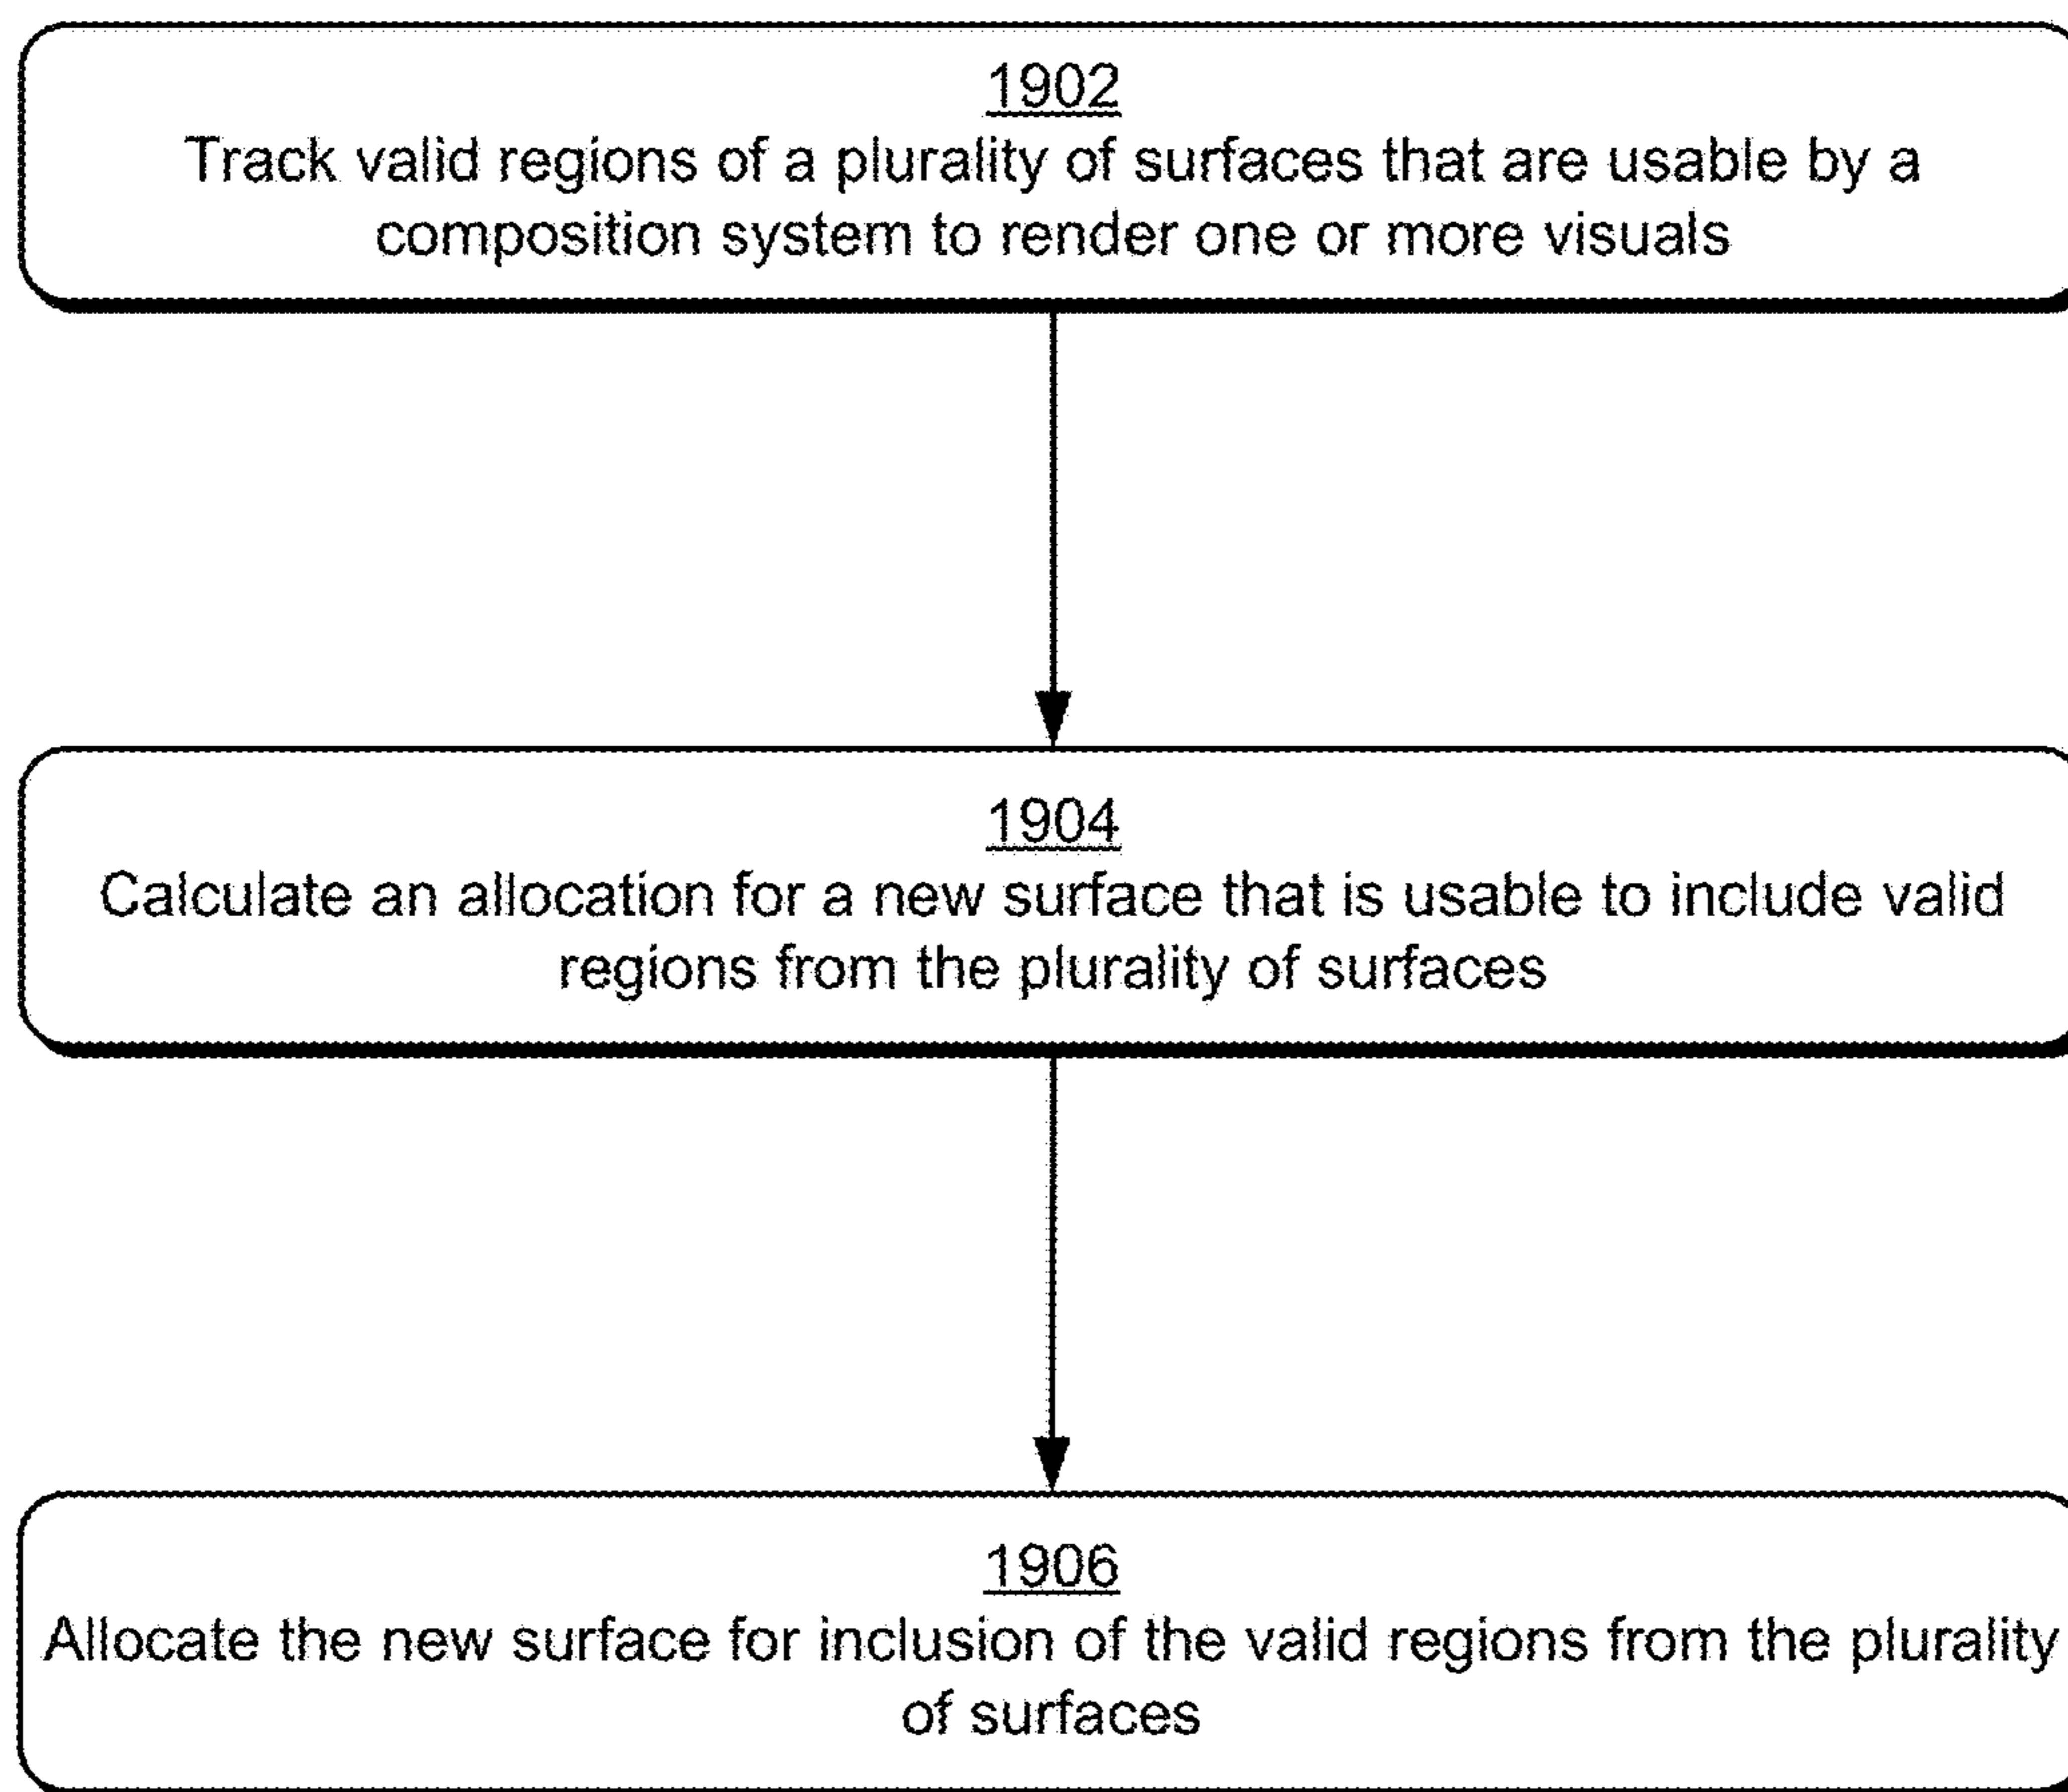 1902
Track valid regions of a plurality of surfaces that are usable by a
composition system to render one or more visuals
1904
Calculate an allocation for a new surface that is usable to include valid
regions from the plurality of surfaces
1906
Allocate the new surface for inclusion of the valid regions from the plurality
of surfaces